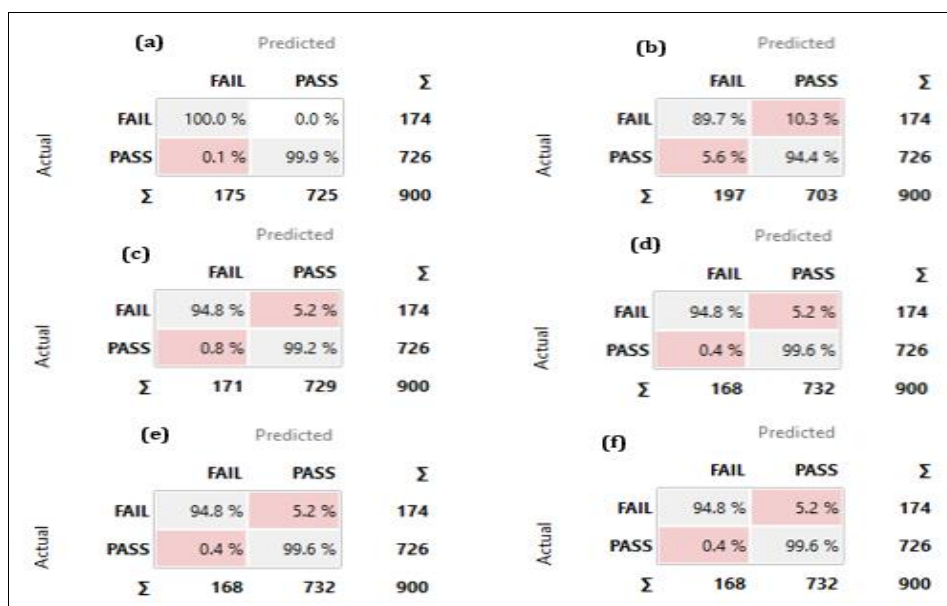 (a) Predicted (b) Predicted
FAIL PASS Σ FAIL PASS Σ
FAIL 100.0 % 0.0 % 174 FAIL 89.7 % 10.3 % 174
Actual PASS 0.1 % 99.9 % 726 Actual PASS 5.6 % 94.4 % 726
Σ 175 725 900 Σ 197 703 900
(c) Predicted (d) Predicted
FAIL PASS Σ FAIL PASS Σ
FAIL 94.8 % 5.2 % 174 FAIL 94.8 % 5.2 % 174
Actual PASS 0.8 % 99.2 % 726 Actual PASS 0.4 % 99.6 % 726
Σ 171 729 900 Σ 168 732 900
(e) Predicted (f) Predicted
FAIL PASS Σ FAIL PASS Σ
FAIL 94.8 % 5.2 % 174 FAIL 94.8 % 5.2 % 174
Actual PASS 0.4 % 99.6 % 726 Actual PASS 0.4 % 99.6 % 726
Σ 168 732 900 Σ 168 732 900